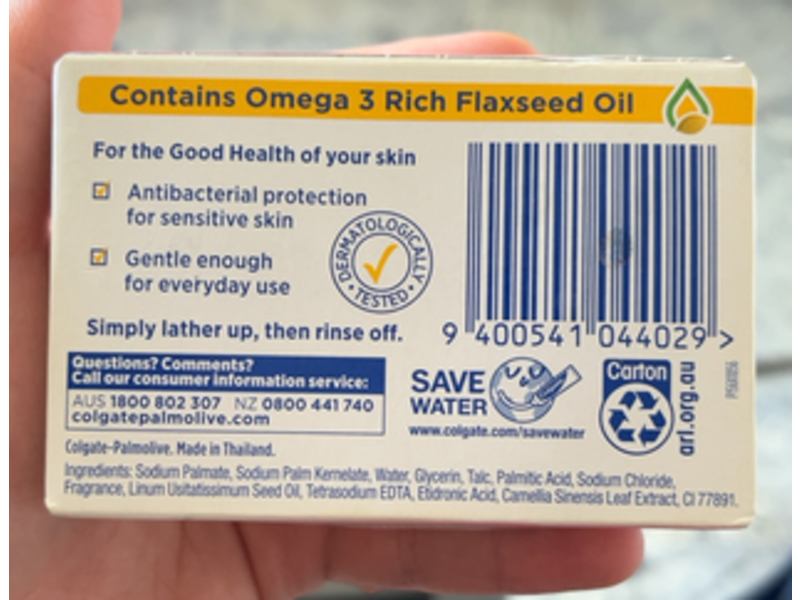 Contains Omega 3 Rich Flaxseed Oil
For the Good Health of your skin
Antibacterial protection
for sensitive skin
Gentle enough
for everyday use
DERMATOLOGICALLY
• TESTED •
Simply lather up, then rinse off.
9 400541 044029 >
Questions? Comments?
Call our consumer information service:
AUS 1800 802 307 NZ 0800 441 740
colgatepalmolive.com
SAVE
WATER
www.colgate.com/savewater
Carton
arl.org.au
Colgate-Palmolive. Made in Thailand.
Ingredients: Sodium Palmate, Sodium Palm Kernelate, Water, Glycerin, Talc, Palmitic Acid, Sodium Chloride,
Fragrance, Linum Usitatissimum Seed Oil, Tetrasodium EDTA, Etidronic Acid, Camellia Sinensis Leaf Extract, CI 77891.